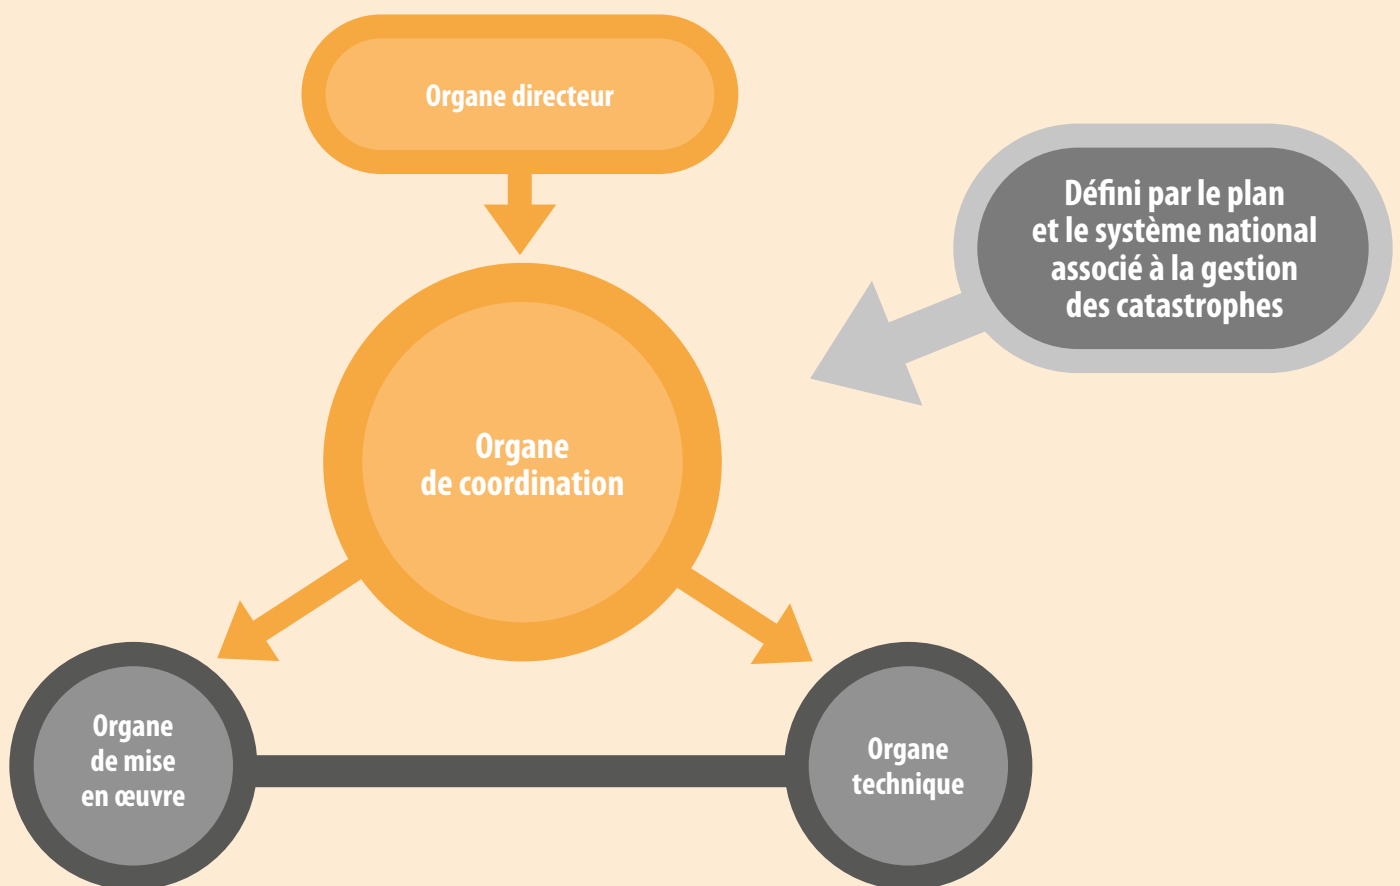 Organe directeur
Défini par le plan
et le système national
associé à la gestion
des catastrophes
Organe
de coordination
Organe
de mise
en œuvre
Organe
technique